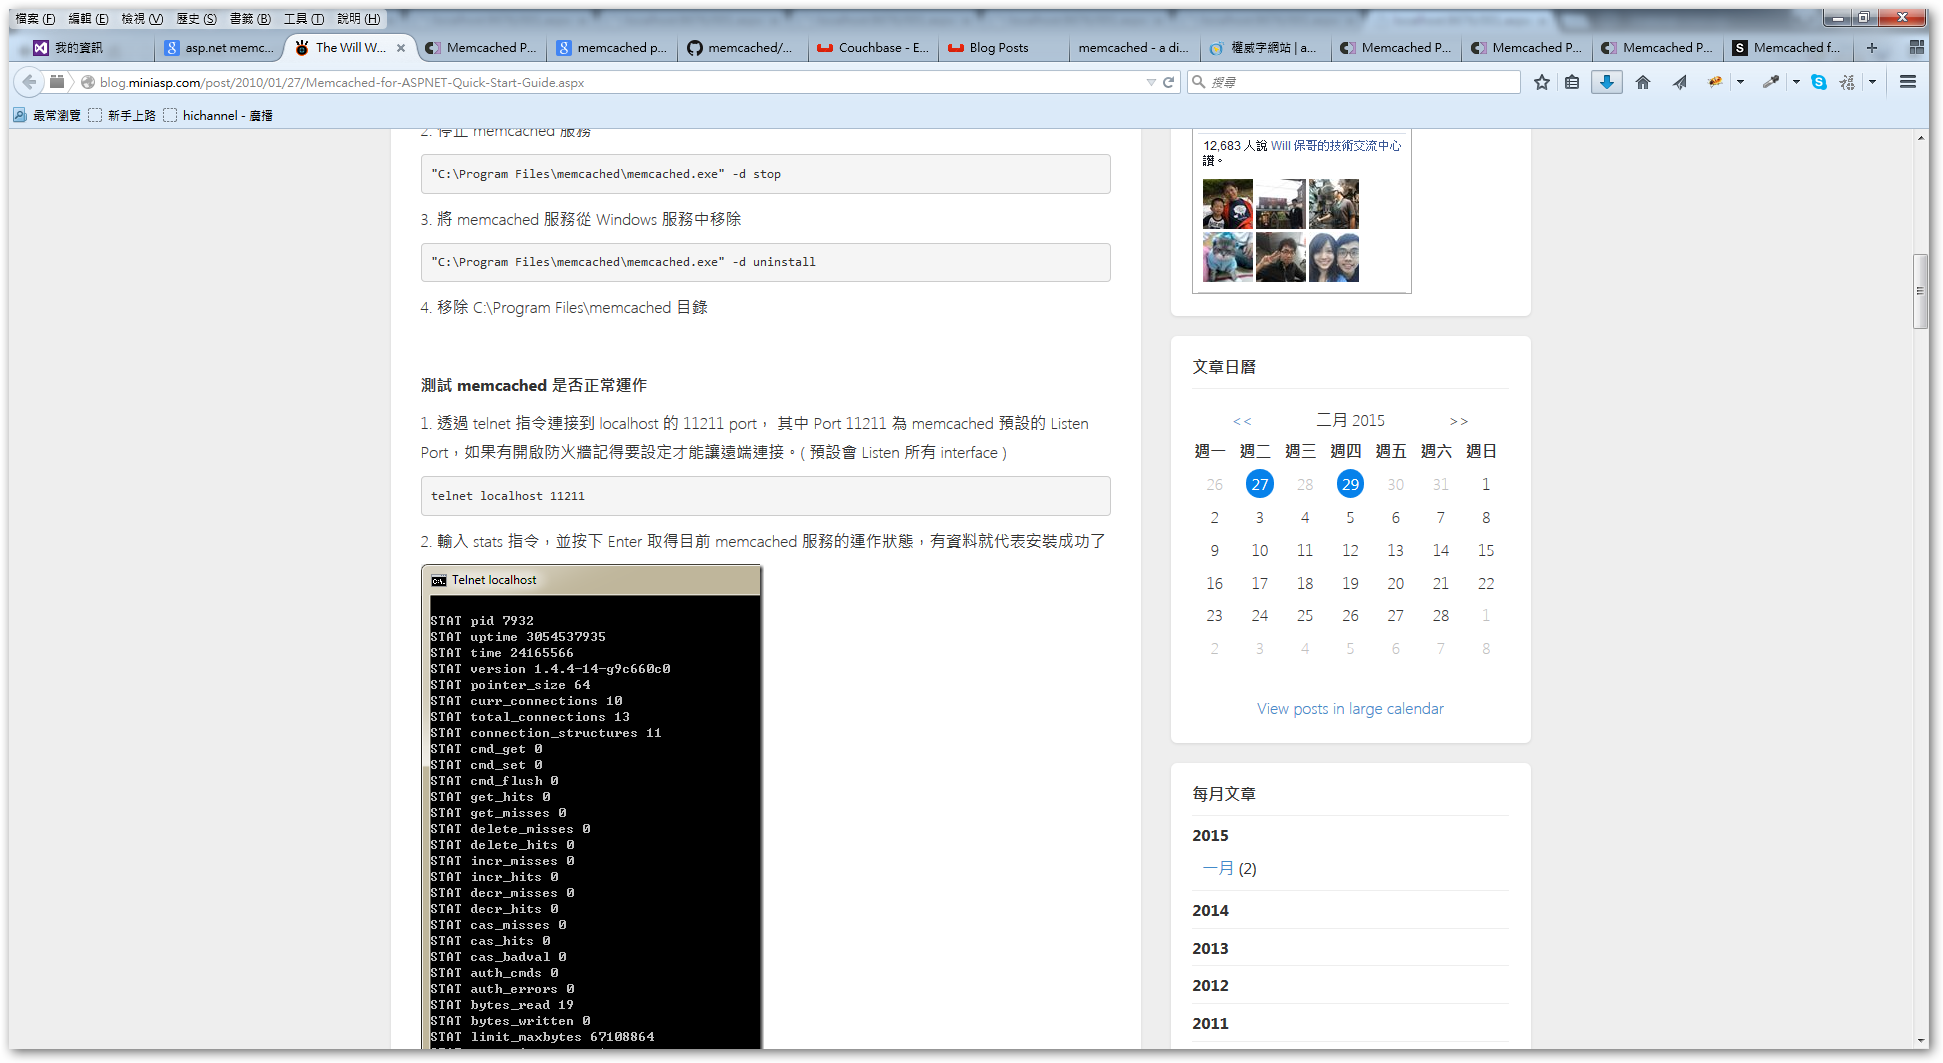 檔案 (F) 編輯 (E) 檢視 (V) 歷史 (S) 書籤 (B) 工具 (T) 說明 (H)
我的資訊 asp.net memc... The Will W... Memcached P... memcached p... memcached/... Couchbase - E... Blog Posts memcached - a di... 權威字網站 | a... Memcached P... Memcached P... Memcached P... Memcached f...
blog.miniasp.com/post/2010/01/27/Memcached-for-ASPNET-Quick-Start-Guide.aspx 搜尋
最常瀏覽 新手上路 hichannel - 廣播
2. 停止 memcached 服務
"C:\Program Files\memcached\memcached.exe" -d stop
3. 將 memcached 服務從 Windows 服務中移除
"C:\Program Files\memcached\memcached.exe" -d uninstall
4. 移除 C:\Program Files\memcached 目錄
測試 memcached 是否正常運作
1. 透過 telnet 指令連接到 localhost 的 11211 port， 其中 Port 11211 為 memcached 預設的 Listen
Port，如果有開啟防火牆記得要設定才能讓遠端連接。( 預設會 Listen 所有 interface )
telnet localhost 11211
2. 輸入 stats 指令，並按下 Enter 取得目前 memcached 服務的運作狀態，有資料就代表安裝成功了
Telnet localhost
STAT pid 7932
STAT uptime 3054537935
STAT time 24165566
STAT version 1.4.4-14-g9c660c0
STAT pointer_size 64
STAT curr_connections 10
STAT total_connections 13
STAT connection_structures 11
STAT cmd_get 0
STAT cmd_set 0
STAT cmd_flush 0
STAT get_hits 0
STAT get_misses 0
STAT delete_misses 0
STAT delete_hits 0
STAT incr_misses 0
STAT incr_hits 0
STAT decr_misses 0
STAT decr_hits 0
STAT cas_misses 0
STAT cas_hits 0
STAT cas_badval 0
STAT auth_cmds 0
STAT auth_errors 0
STAT bytes_read 19
STAT bytes_written 0
STAT limit_maxbytes 67108864
12,683 人說 Will 保哥的技術交流中心
讚。
文章日曆
<< 二月 2015 >>
週一 週二 週三 週四 週五 週六 週日
26 27 28 29 30 31 1
2 3 4 5 6 7 8
9 10 11 12 13 14 15
16 17 18 19 20 21 22
23 24 25 26 27 28 1
2 3 4 5 6 7 8
View posts in large calendar
每月文章
2015
一月 (2)
2014
2013
2012
2011